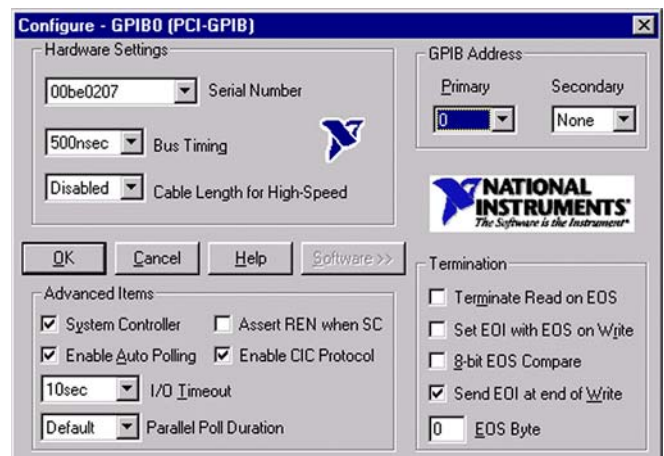 Configure - GPIB0 (PCI-GPIB)
Hardware Settings
00be0207 Serial Number
500nsec Bus Timing
Disabled Cable Length for High-Speed
GPIB Address
Primary Secondary
0 None
NATIONAL
INSTRUMENTS
The Software is the Instrument
OK Cancel Help Software >>
Advanced Items
System Controller Assert REN when SC
Enable Auto Polling Enable CIC Protocol
10sec I/O Timeout
Default Parallel Poll Duration
Termination
Terminate Read on EOS
Set EOI with EOS on Write
8-bit EOS Compare
Send EOI at end of Write
0 EOS Byte